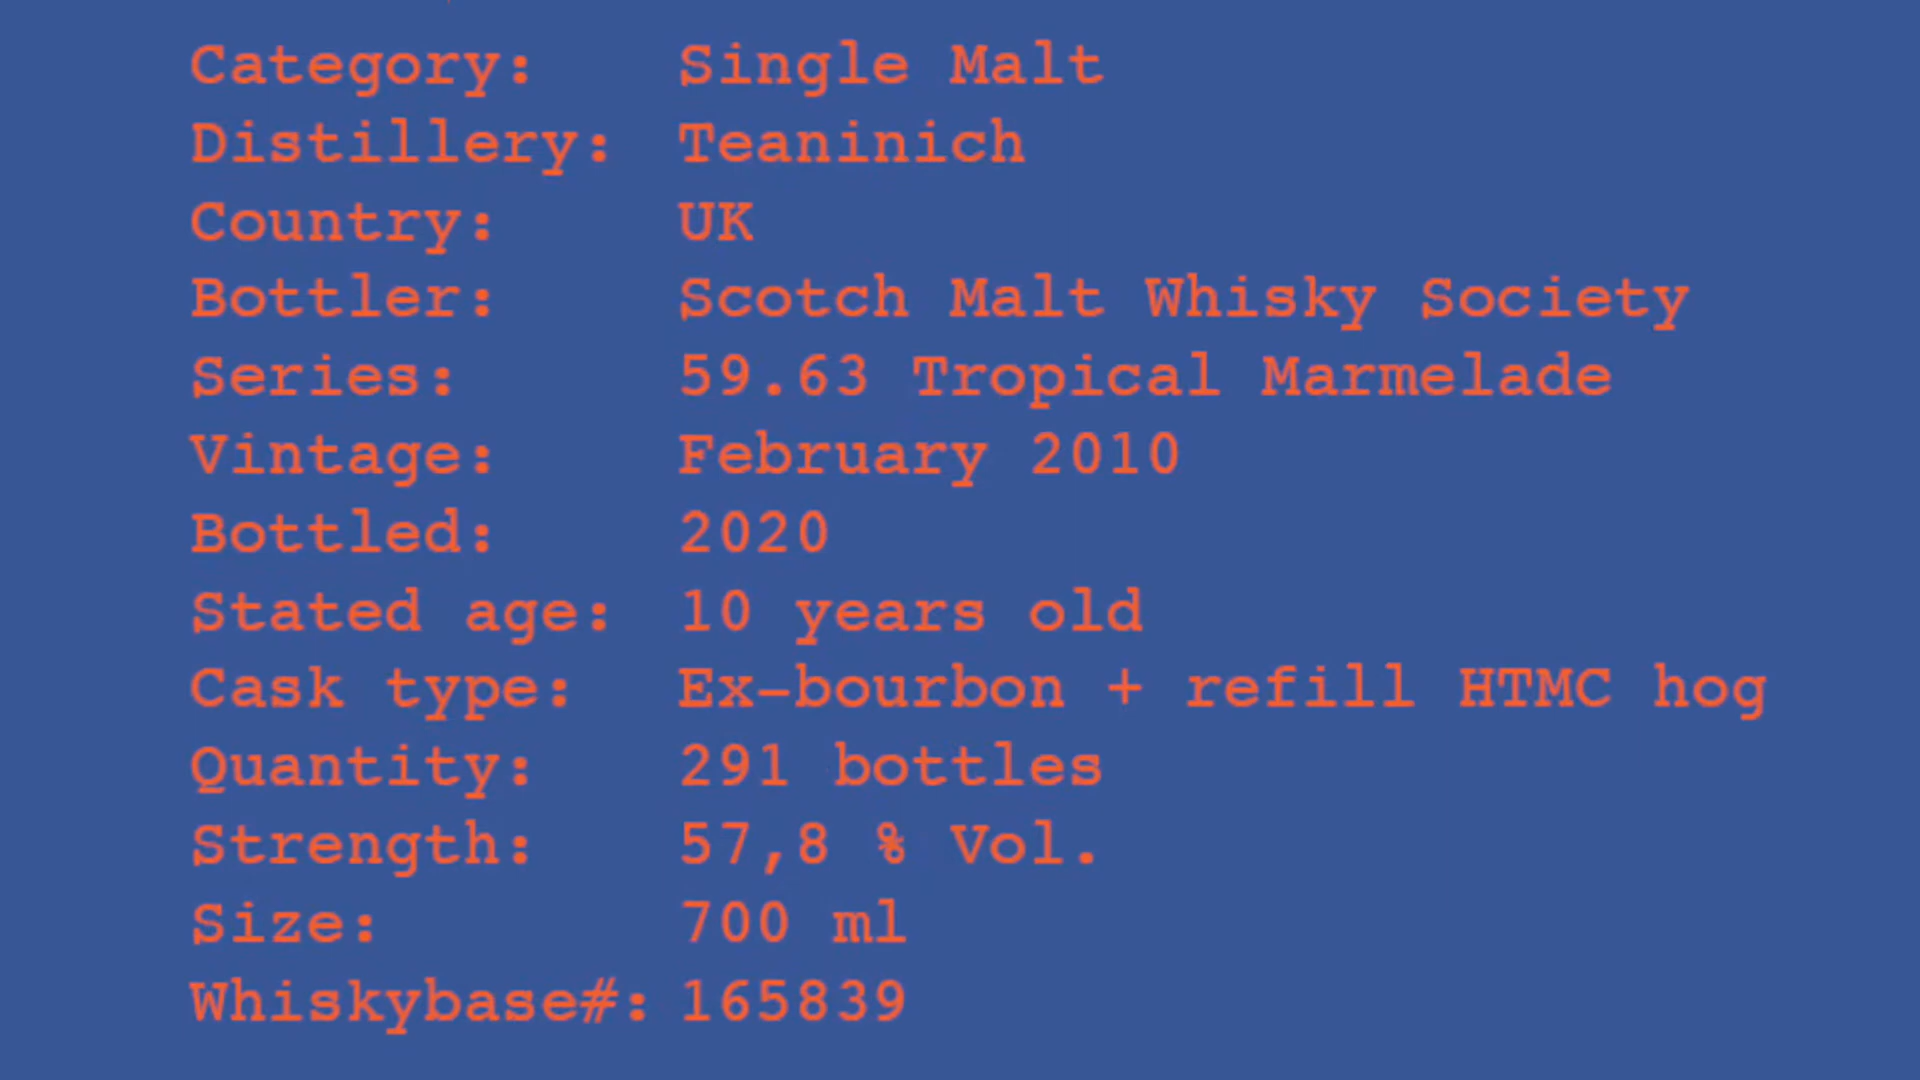 Category: Single Malt
Distillery: Teaninich
Country: UK
Bottler: Scotch Malt Whisky Society
Series: 59.63 Tropical Marmelade
Vintage: February 2010
Bottled: 2020
Stated age: 10 years old
Cask type: Ex-bourbon + refill HTMC hog
Quantity: 291 bottles
Strength: 57,8 % Vol.
Size: 700 ml
Whiskybase#: 165839